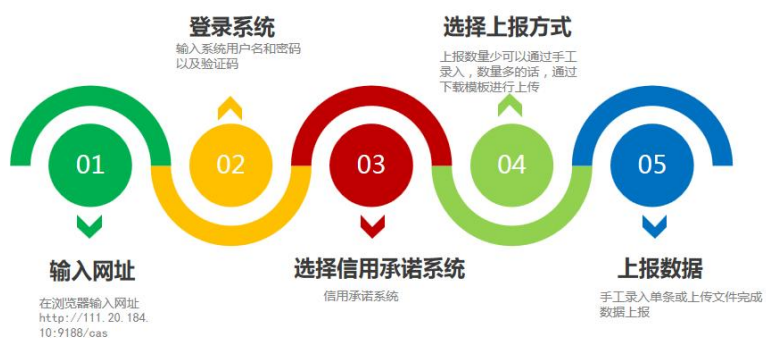 登录系统
输入系统用户名和密码
以及验证码
选择上报方式
上报数量少可以通过手工
录入，数量多的话，通过
下载模板进行上传
01
02
03
04
05
输入网址
在浏览器输入网址
http://111.20.184.
10:9188/cas
选择信用承诺系统
信用承诺系统
上报数据
手工录入单条或上传文件完成
数据上报